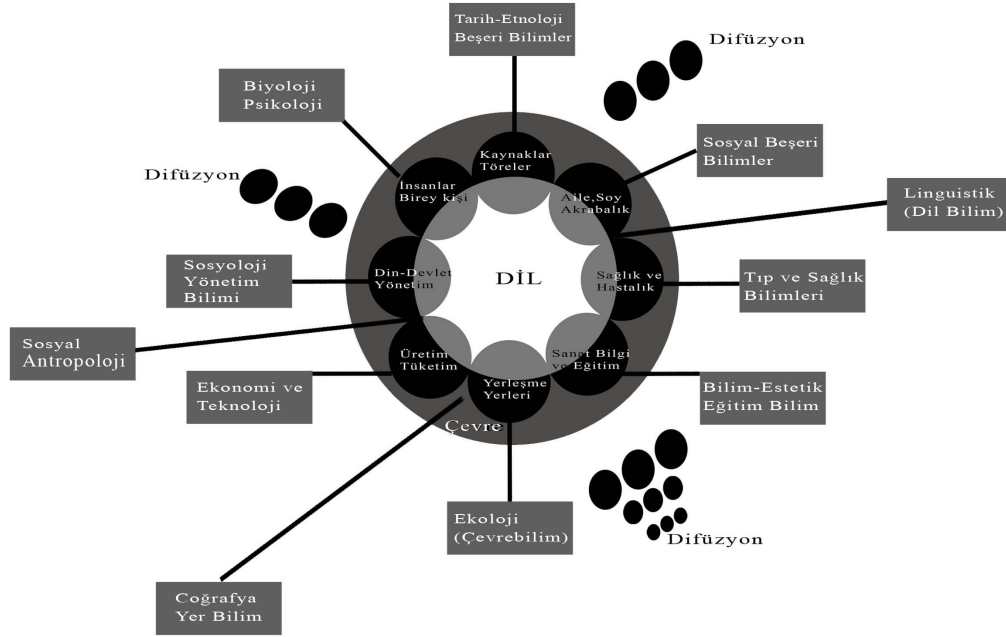 Tarih-Etnoloji
Beşeri Bilimler
Difüzyon
Biyoloji
Psikoloji
Kaynaklar
Töreler
Sosyal Beşeri
Bilimler
Difüzyon
İnsanlar
Birey kişi
Aile,Soy
Akrabalık
Linguistik
(Dil Bilim)
Sosyoloji
Yönetim
Bilimi
Din-Devlet
Yönetim
DİL
Sağlık ve
Hastalık
Tıp ve Sağlık
Bilimleri
Sosyal
Antropoloji
Üretim
Tüketim
Sanat Bilgi
ve Eğitim
Ekonomi ve
Teknoloji
Yerleşme
Yerleri
Bilim-Estetik
Eğitim Bilim
Çevre
Ekoloji
(Çevrebilim)
Difüzyon
Coğrafya
Yer Bilim